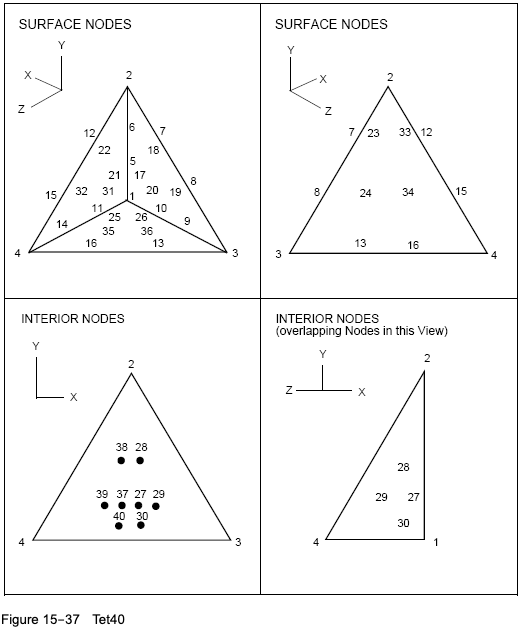 SURFACE NODES
Y
X
Z
2
12
6
7
22
18
5
21
17
8
15
32
31
1
20
19
11
10
14
25
26
9
35
36
16
13
4
3
SURFACE NODES
Y
X
Z
2
7
23
33
12
8
24
34
15
13
16
3
4
INTERIOR NODES
Y
X
2
38 28
39 37 27 29
40 30
4
3
INTERIOR NODES
(overlapping Nodes in this View)
Y
Z
X
2
28
29
27
30
4
1
Figure 15–37 Tet40